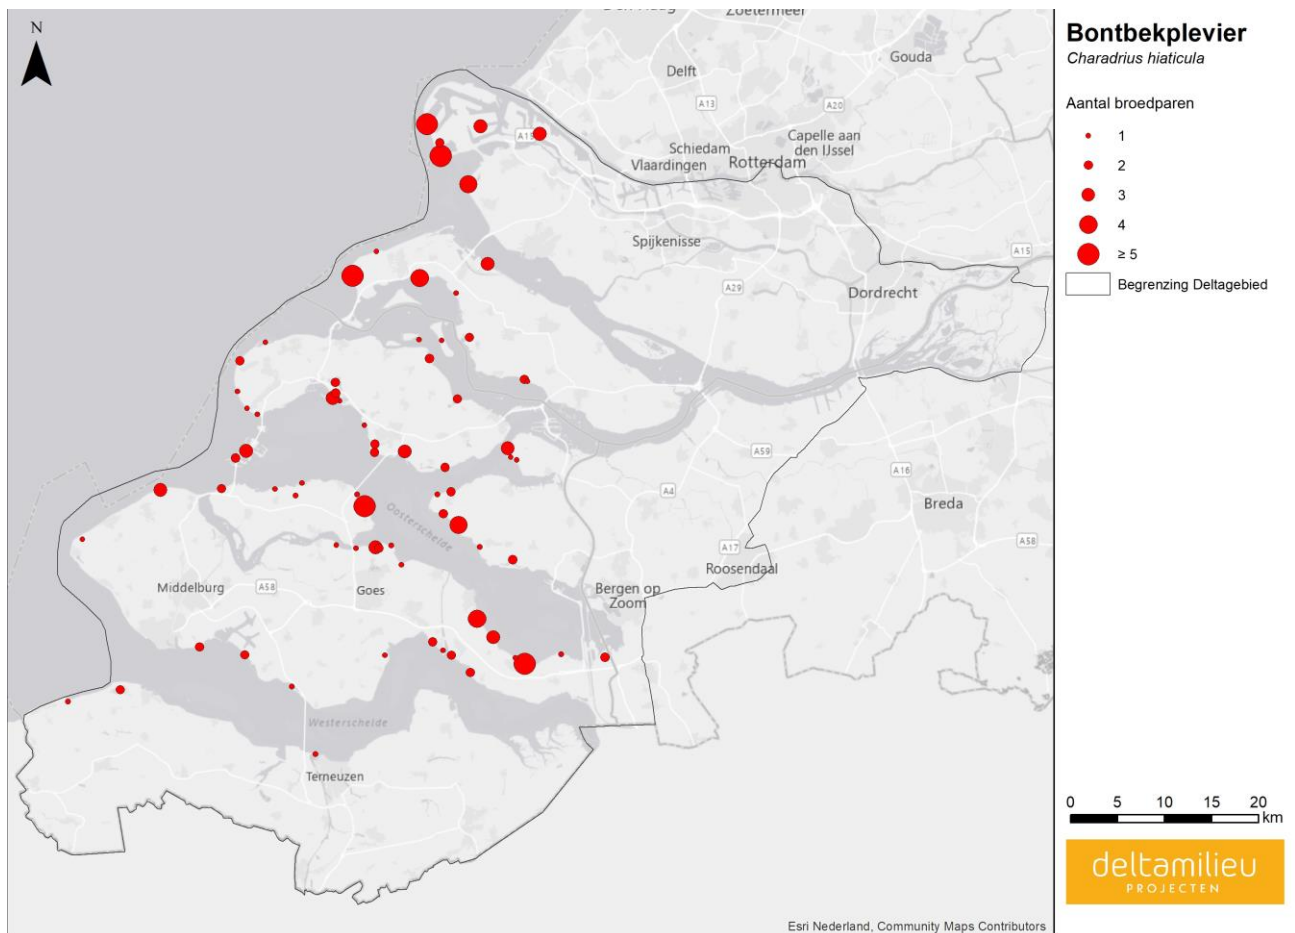 N
Den Haag
Zoetermeer
Gouda
Delft
A13
A20
A15
Capelle aan
den IJssel
Schiedam
Vlaardingen
Rotterdam
Spijkenisse
A15
A29
Dordrecht
A59
A16
A4
Breda
Oosterschelde
A17
A58
Roosendaal
Middelburg
A58
Goes
Bergen op
Zoom
Westerschelde
Terneuzen
Esri Nederland, Community Maps Contributors
Bontbekplevier
Charadrius hiaticula
Aantal broedparen
1
2
3
4
≥ 5
Begrenzing Deltagebied
0 5 10 15 20
km
deltamilieu
PROJECTEN